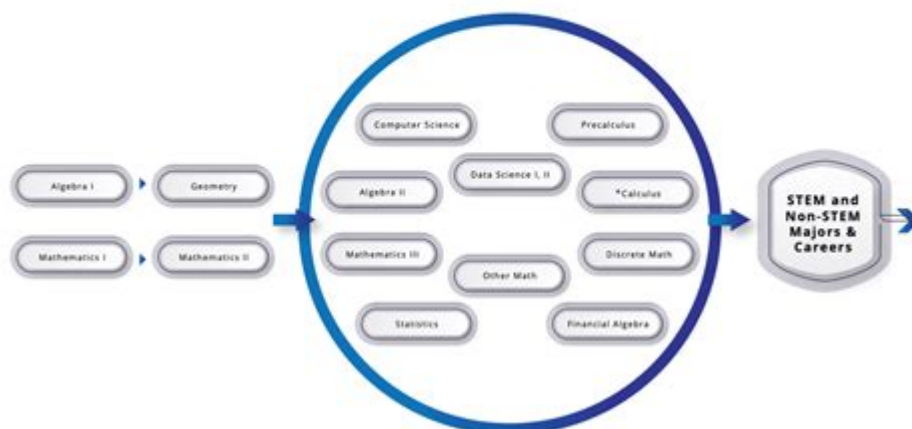 Computer Science
Precalculus
Data Science I, II
Algebra I
Geometry
Algebra II
*Calculus
STEM and
Non-STEM
Majors &
Careers
Mathematics I
Mathematics II
Mathematics III
Discrete Math
Other Math
Statistics
Financial Algebra